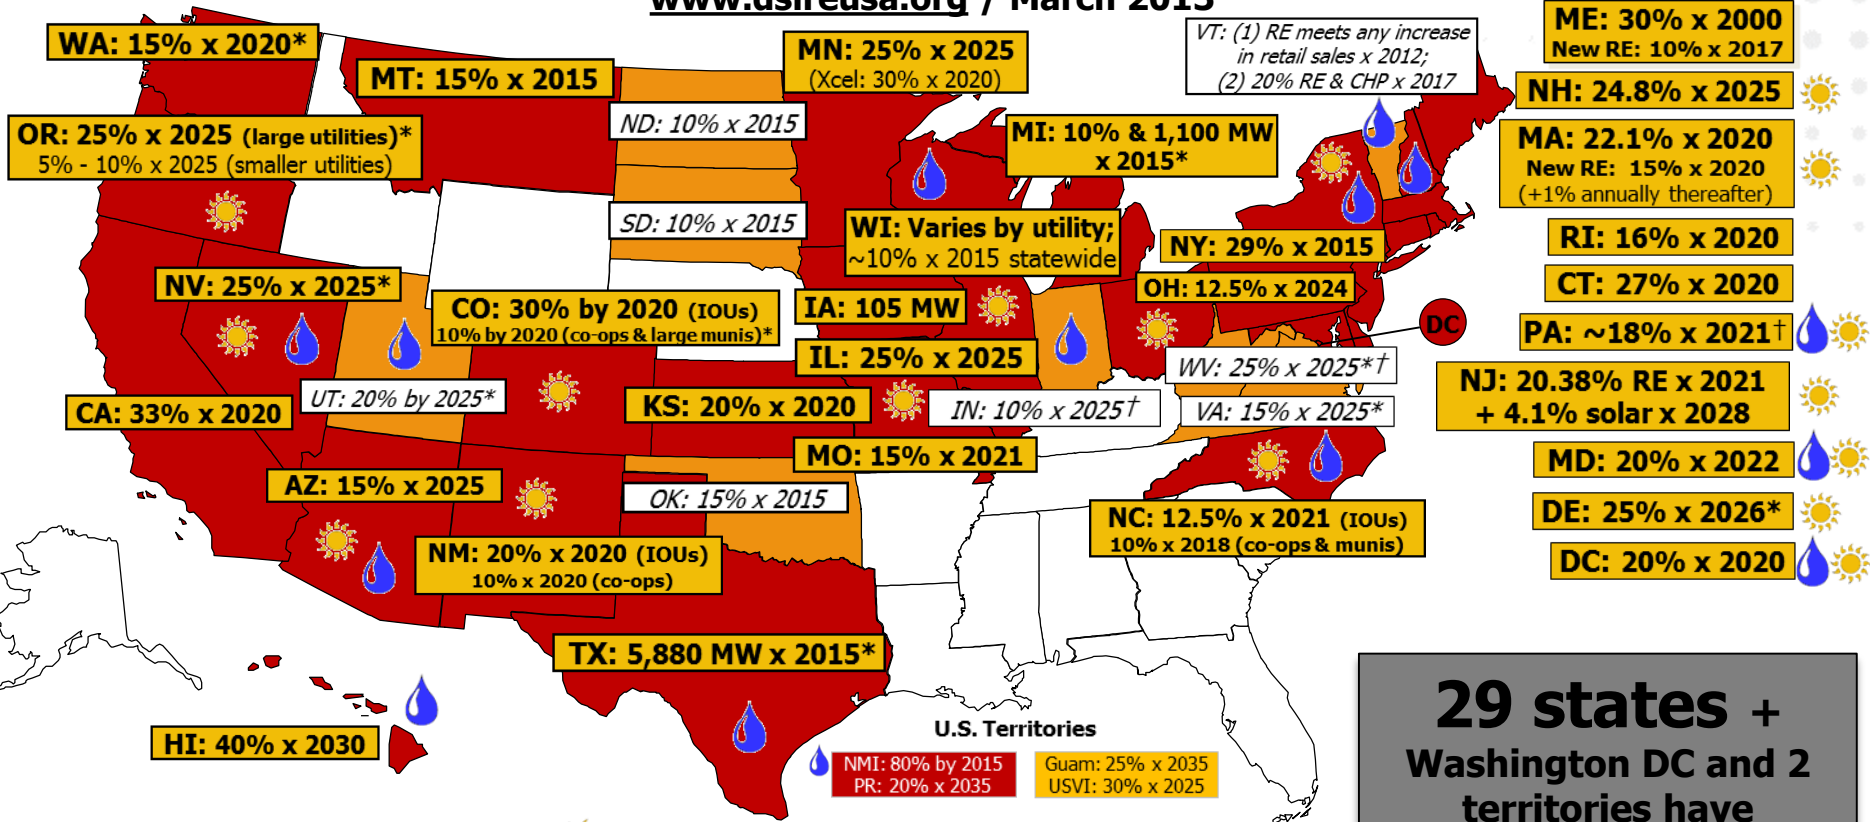 www.dsireusa.org / March 2013
WA: 15% x 2020*
MT: 15% x 2015
MN: 25% x 2025
(Xcel: 30% x 2020)
VT: (1) RE meets any increase
in retail sales x 2012;
(2) 20% RE & CHP x 2017
ME: 30% x 2000
New RE: 10% x 2017
NH: 24.8% x 2025
OR: 25% x 2025 (large utilities)*
5% - 10% x 2025 (smaller utilities)
ND: 10% x 2015
MI: 10% & 1,100 MW
x 2015*
MA: 22.1% x 2020
New RE: 15% x 2020
(+1% annually thereafter)
SD: 10% x 2015
WI: Varies by utility;
~10% x 2015 statewide
NY: 29% x 2015
RI: 16% x 2020
NV: 25% x 2025*
CO: 30% by 2020 (IOUs)
10% by 2020 (co-ops & large munis)*
IA: 105 MW
OH: 12.5% x 2024
CT: 27% x 2020
DC
PA: ~18% x 2021†
IL: 25% x 2025
WV: 25% x 2025*†
UT: 20% by 2025*
CA: 33% x 2020
KS: 20% x 2020
IN: 10% x 2025†
VA: 15% x 2025*
NJ: 20.38% RE x 2021
+ 4.1% solar x 2028
MO: 15% x 2021
MD: 20% x 2022
AZ: 15% x 2025
OK: 15% x 2015
NC: 12.5% x 2021 (IOUs)
10% x 2018 (co-ops & munis)
DE: 25% x 2026*
NM: 20% x 2020 (IOUs)
10% x 2020 (co-ops)
DC: 20% x 2020
TX: 5,880 MW x 2015*
HI: 40% x 2030
U.S. Territories
NMI: 80% by 2015
PR: 20% x 2035
Guam: 25% x 2035
USVI: 30% x 2025
29 states +
Washington DC and 2
territories have